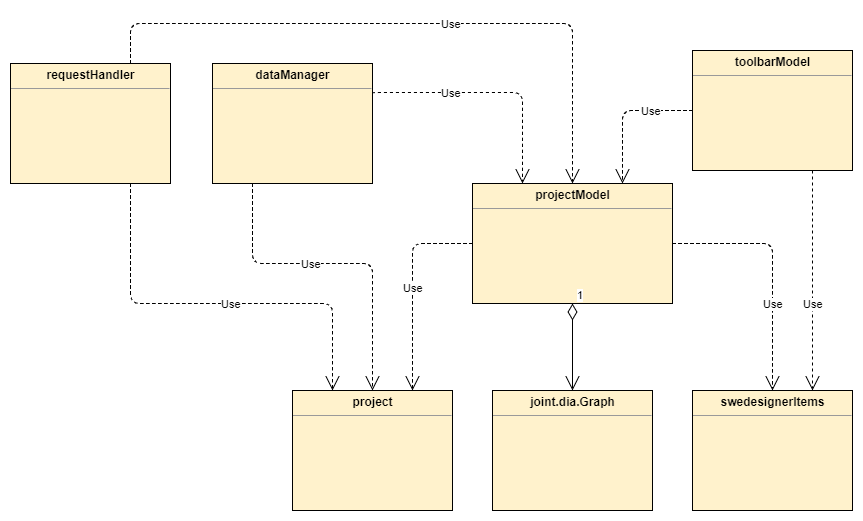 Use
toolbarModel
requestHandler
dataManager
Use
Use
projectModel
Use
Use
Use
1
Use
Use
project
joint.dia.Graph
swedesignerItems